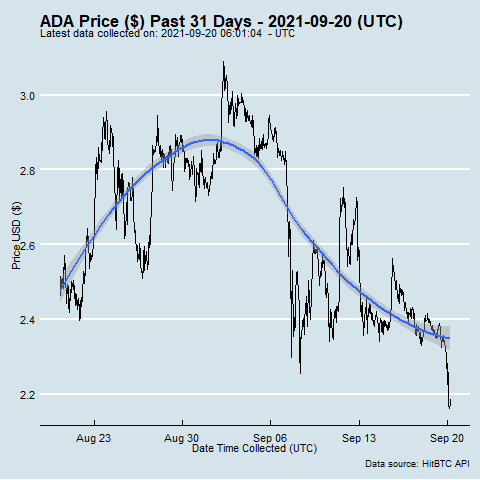 ADA Price ($) Past 31 Days - 2021-09-20 (UTC)
Latest data collected on: 2021-09-20 06:01:04 - UTC
Price USD ($)
3.0
2.8
2.6
2.4
2.2
Aug 23 Aug 30 Sep 06 Sep 13 Sep 20
Date Time Collected (UTC)
Data source: HitBTC API